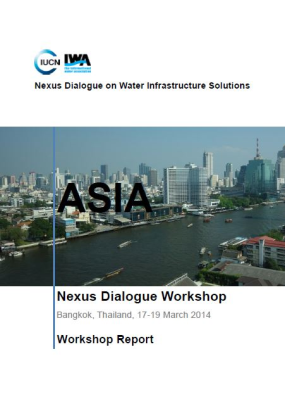 IUCN
IWA
Nexus Dialogue on Water Infrastructure Solutions
ASIA
Nexus Dialogue Workshop
Bangkok, Thailand, 17-19 March 2014
Workshop Report